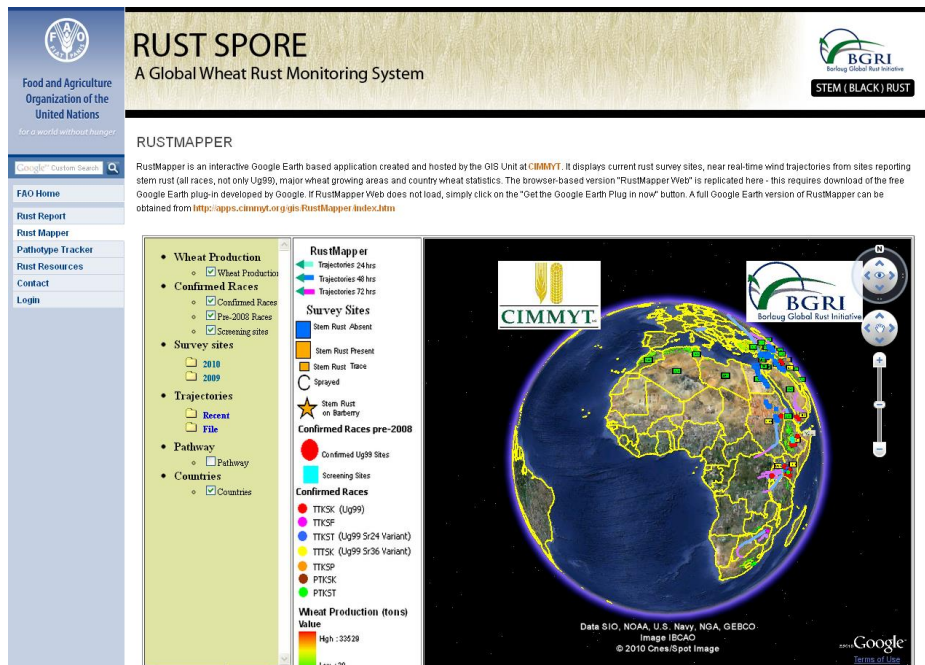 FAO
FIAT PANIS
Food and Agriculture
Organization of the
United Nations
for a world without hunger
RUST SPORE
A Global Wheat Rust Monitoring System
BGRI
Borlaug Global Rust Initiative
STEM (BLACK) RUST
Google™ Custom Search
FAO Home
Rust Report
Rust Mapper
Pathotype Tracker
Rust Resources
Contact
Login
RUSTMAPPER
RustMapper is an interactive Google Earth based application created and hosted by the GIS Unit at CIMMYT. It displays current rust survey sites, near real-time wind trajectories from sites reporting
stem rust (all races, not only Ug99), major wheat growing areas and country wheat statistics. The browser-based version "RustMapper Web" is replicated here - this requires download of the free
Google Earth plug-in developed by Google. If RustMapper Web does not load, simply click on the "Get the Google Earth Plug in now" button. A full Google Earth version of RustMapper can be
obtained from http://apps.cimmyt.org/gis/RustMapper/index.htm
Wheat Production
Wheat Production
Confirmed Races
Confirmed Races
Pre-2008 Races
Screening sites
Survey sites
2010
2009
Trajectories
Recent
File
Pathway
Pathway
Countries
Countries
RustMapper
Trajectories 24 hrs
Trajectories 48 hrs
Trajectories 72 hrs
Survey Sites
Stem Rust Absent
Stem Rust Present
Stem Rust Trace
Sprayed
Stem Rust
on Barberry
Confirmed Races pre-2008
Confirmed Ug99 Sites
Screening Sites
Confirmed Races
TTKSK (Ug99)
TTKSF
TTKST (Ug99 Sr24 Variant)
TTTSK (Ug99 Sr36 Variant)
TTKSP
PTKSK
PTKST
Wheat Production (tons)
Value
High : 33529
CIMMYT
BGRI
Borlaug Global Rust Initiative
N
Data SIO, NOAA, U.S. Navy, NGA, GEBCO
Image IBCAO
© 2010 Cnes/Spot Image
©2010 Google
Terms of Use